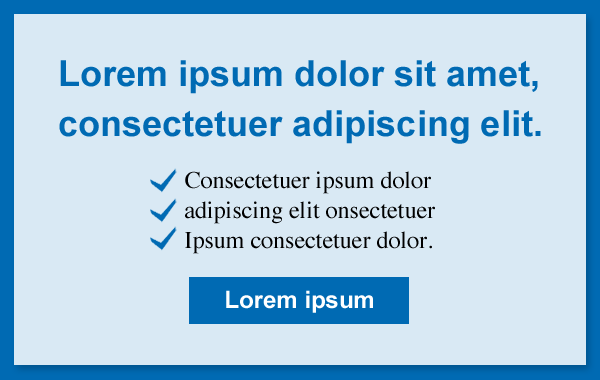 Lorem ipsum dolor sit amet,
consectetuer adipiscing elit.
Consectetuer ipsum dolor
adipiscing elit onsectetuer
Ipsum consectetuer dolor.
Lorem ipsum